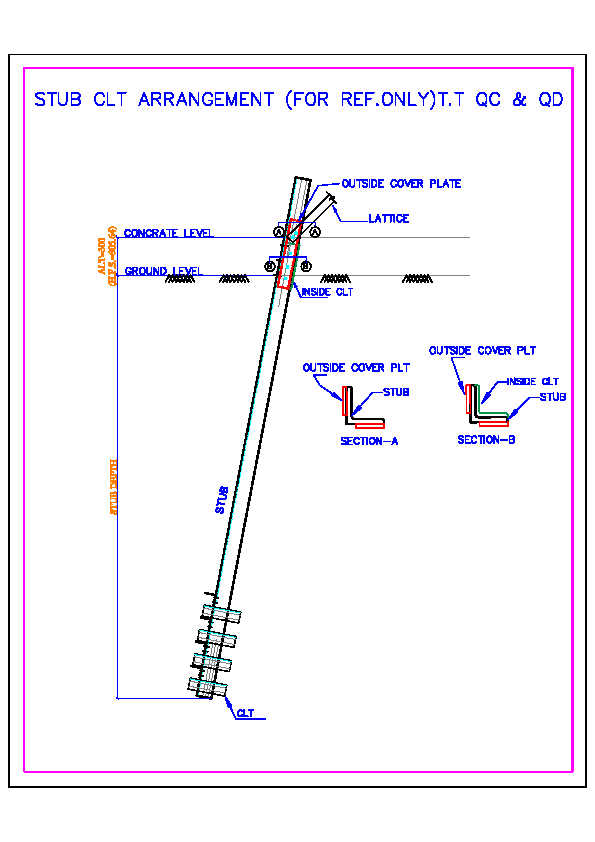 STUB CLT ARRANGEMENT (FOR REF.ONLY)T.T QC & QD
OUTSIDE COVER PLATE
LATTICE
A
A
CONCRATE LEVEL
B
B
GROUND LEVEL
INSIDE CLT
OUTSIDE COVER PLT
OUTSIDE COVER PLT
INSIDE CLT
STUB
STUB
SECTION-A
SECTION-B
STUB DEPTH
STUB
CLT